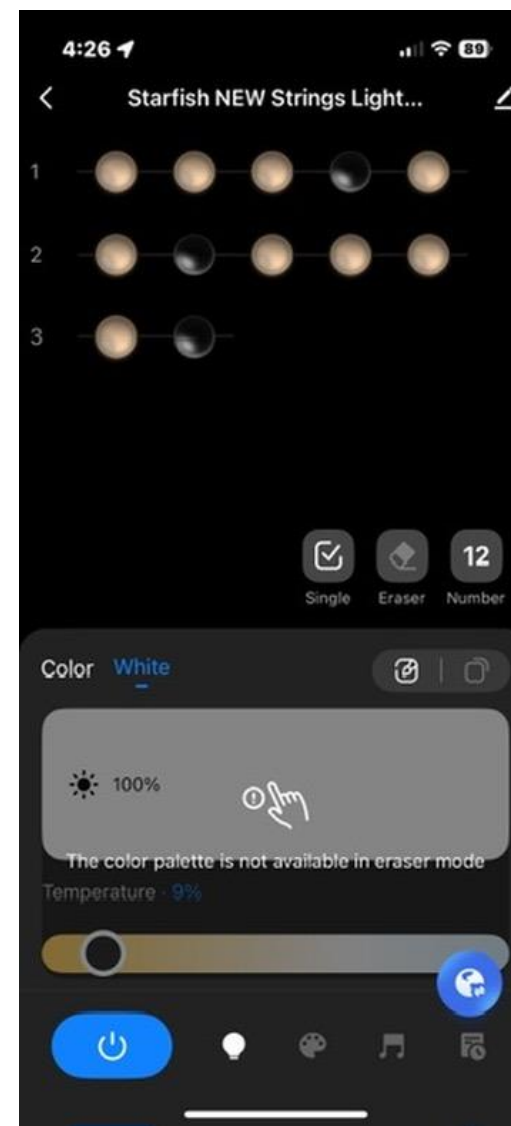 4:26
89
Starfish NEW Strings Light...
1
2
3
12
Single Eraser Number
Color White
100%
The color palette is not available in eraser mode
Temperature · 9%